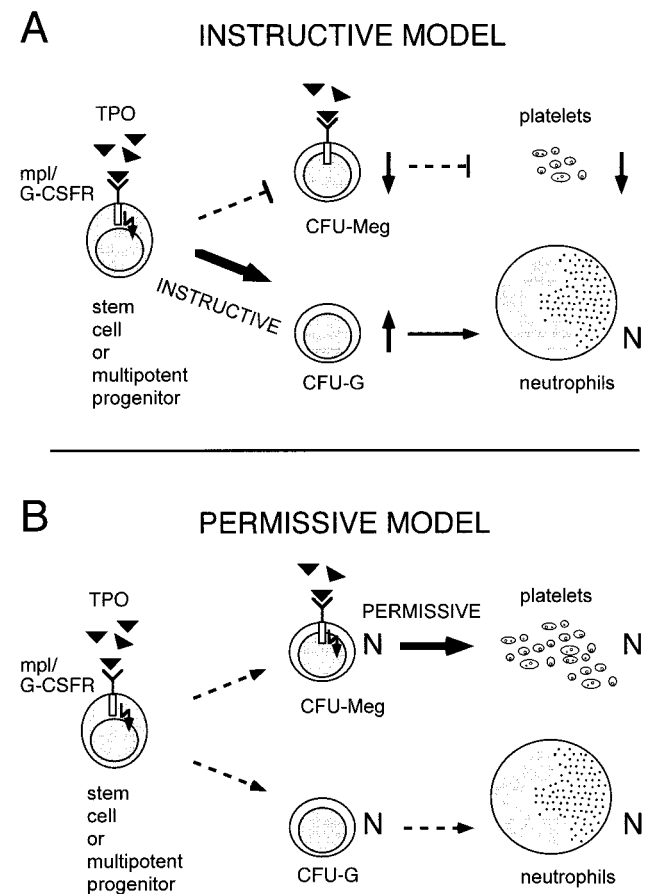 A
INSTRUCTIVE MODEL
TPO
mpl/
G-CSFR
stem
cell
or
multipotent
progenitor
INSTRUCTIVE
CFU-Meg
platelets
CFU-G
N
neutrophils
B
PERMISSIVE MODEL
TPO
mpl/
G-CSFR
stem
cell
or
multipotent
progenitor
N
CFU-Meg
PERMISSIVE
platelets
N
N
CFU-G
N
neutrophils